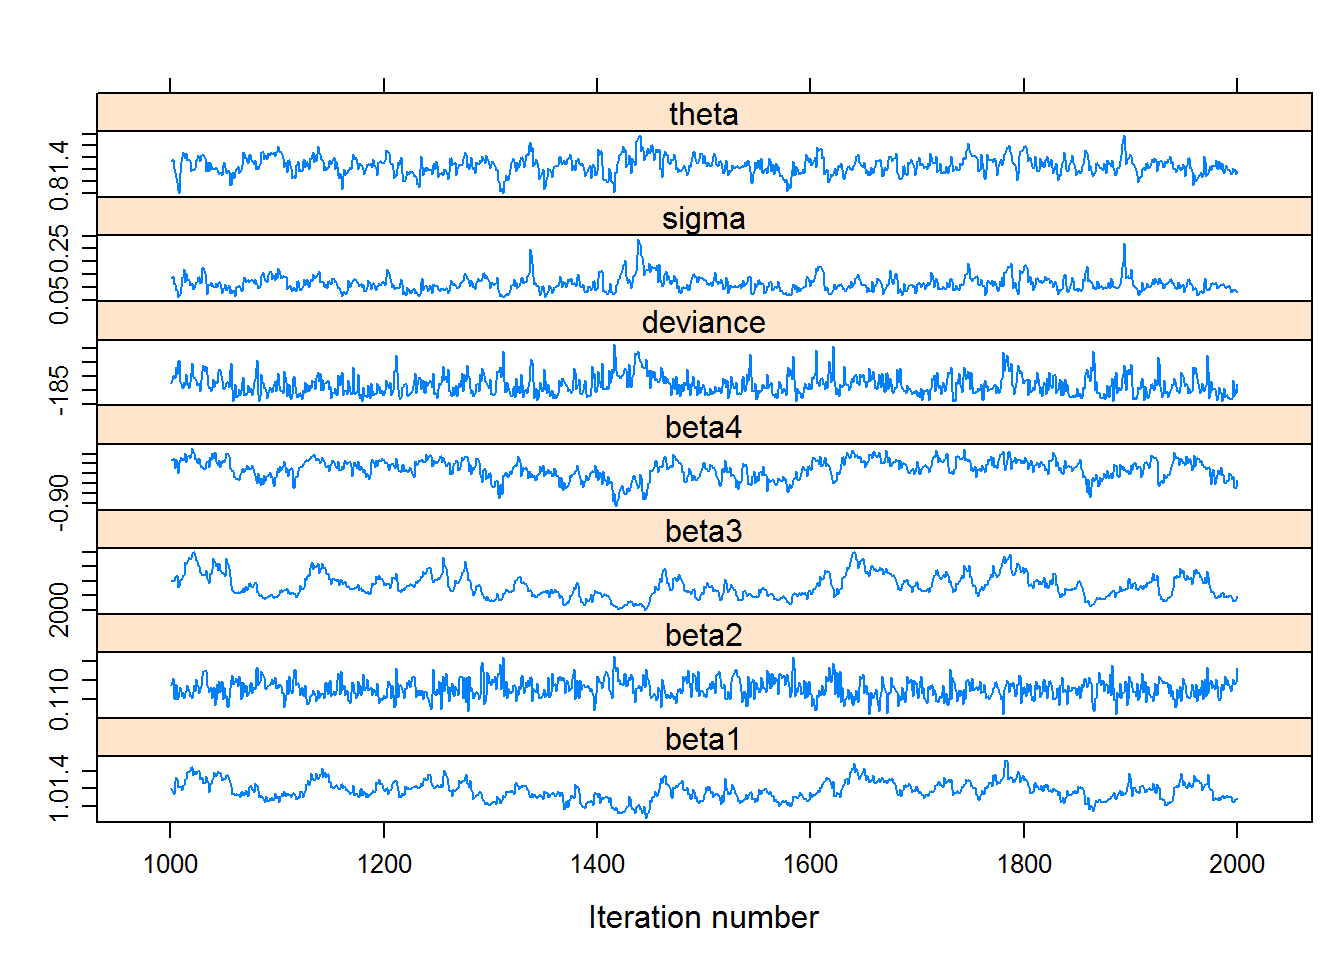 theta
0.81.4
sigma
0.050.25
deviance
-185
beta4
-0.90
beta3
2000
beta2
0.110
beta1
1.01.4
1000 1200 1400 1600 1800 2000
Iteration number